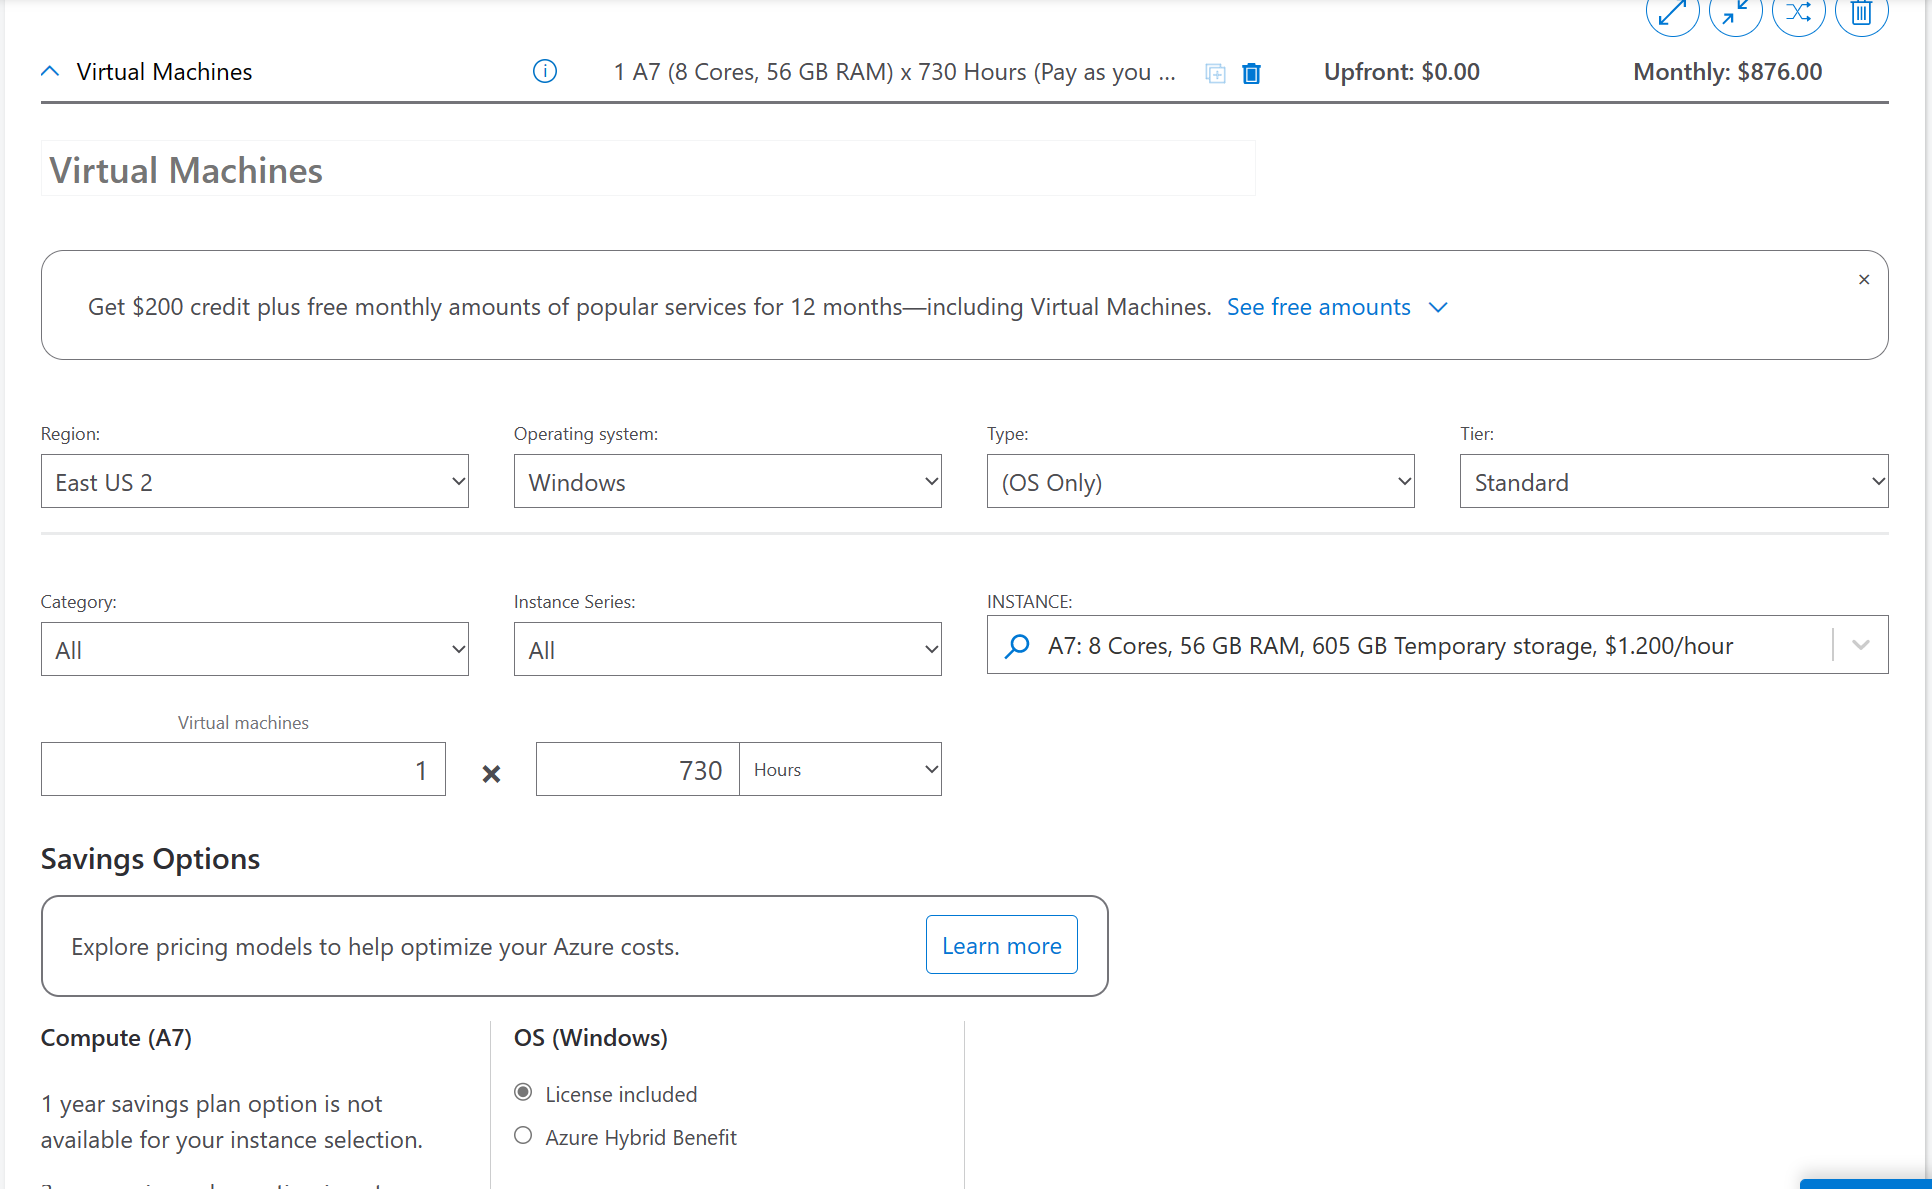 Virtual Machines
1 A7 (8 Cores, 56 GB RAM) x 730 Hours (Pay as you ...
Upfront: $0.00
Monthly: $876.00
Virtual Machines
Get $200 credit plus free monthly amounts of popular services for 12 months—including Virtual Machines. See free amounts
Region:
Operating system:
Type:
Tier:
East US 2
Windows
(OS Only)
Standard
Category:
Instance Series:
INSTANCE:
All
All
A7: 8 Cores, 56 GB RAM, 605 GB Temporary storage, $1.200/hour
Virtual machines
1
730
Hours
Savings Options
Explore pricing models to help optimize your Azure costs.
Learn more
Compute (A7)
1 year savings plan option is not
available for your instance selection.
OS (Windows)
License included
Azure Hybrid Benefit